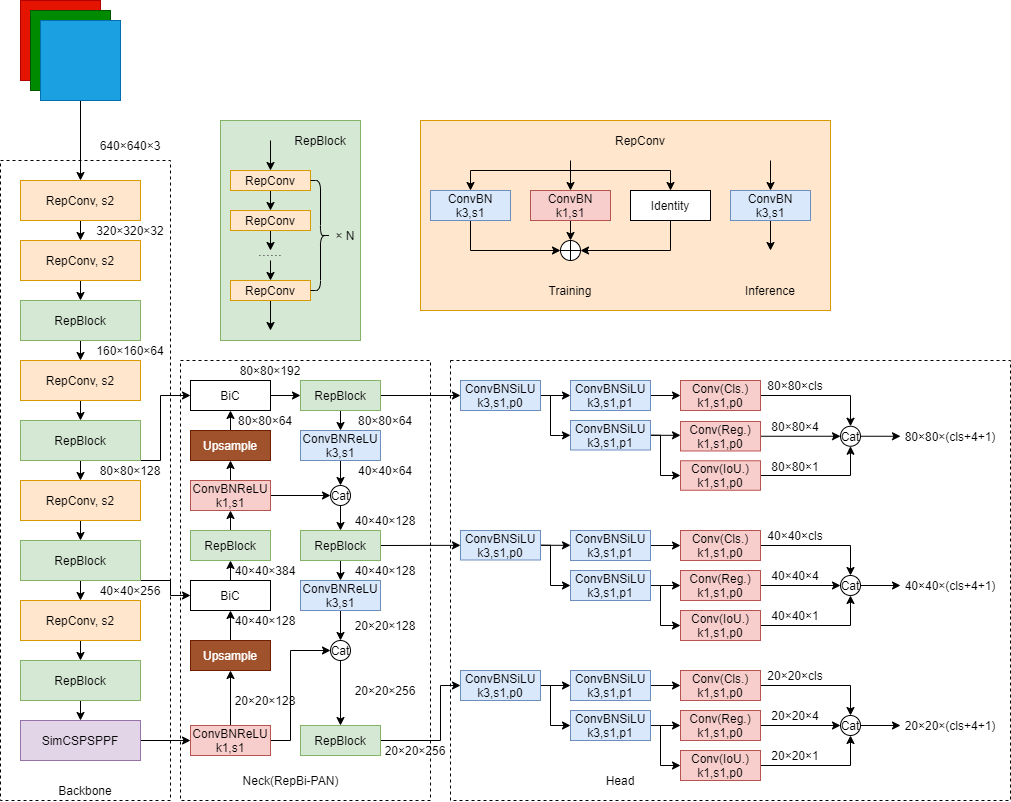 640×640×3
RepConv, s2
320×320×32
RepConv, s2
RepBlock
160×160×64
RepConv, s2
RepBlock
80×80×128
RepConv, s2
RepBlock
40×40×256
RepConv, s2
RepBlock
SimCSPSPPF
Backbone
RepBlock
RepConv
RepConv
......
RepConv
× N
RepConv
ConvBN
k3,s1
ConvBN
k1,s1
Identity
ConvBN
k3,s1
Training
Inference
80×80×192
BiC
RepBlock
80×80×64
80×80×64
Upsample
ConvBNReLU
k3,s1
40×40×64
ConvBNReLU
k1,s1
Cat
40×40×128
RepBlock
RepBlock
40×40×384
40×40×128
BiC
ConvBNReLU
k3,s1
40×40×128
20×20×128
Upsample
Cat
20×20×128
20×20×256
ConvBNReLU
k1,s1
RepBlock
20×20×256
Neck(RepBi-PAN)
ConvBNSiLU
k3,s1,p0
ConvBNSiLU
k3,s1,p1
Conv(Cls.)
k1,s1,p0
80×80×cls
ConvBNSiLU
k3,s1,p1
Conv(Reg.)
k1,s1,p0
80×80×4
Cat
80×80×(cls+4+1)
Conv(IoU.)
k1,s1,p0
80×80×1
ConvBNSiLU
k3,s1,p0
ConvBNSiLU
k3,s1,p1
Conv(Cls.)
k1,s1,p0
40×40×cls
ConvBNSiLU
k3,s1,p1
Conv(Reg.)
k1,s1,p0
40×40×4
Cat
40×40×(cls+4+1)
Conv(IoU.)
k1,s1,p0
40×40×1
ConvBNSiLU
k3,s1,p0
ConvBNSiLU
k3,s1,p1
Conv(Cls.)
k1,s1,p0
20×20×cls
ConvBNSiLU
k3,s1,p1
Conv(Reg.)
k1,s1,p0
20×20×4
Cat
20×20×(cls+4+1)
Conv(IoU.)
k1,s1,p0
20×20×1
Head